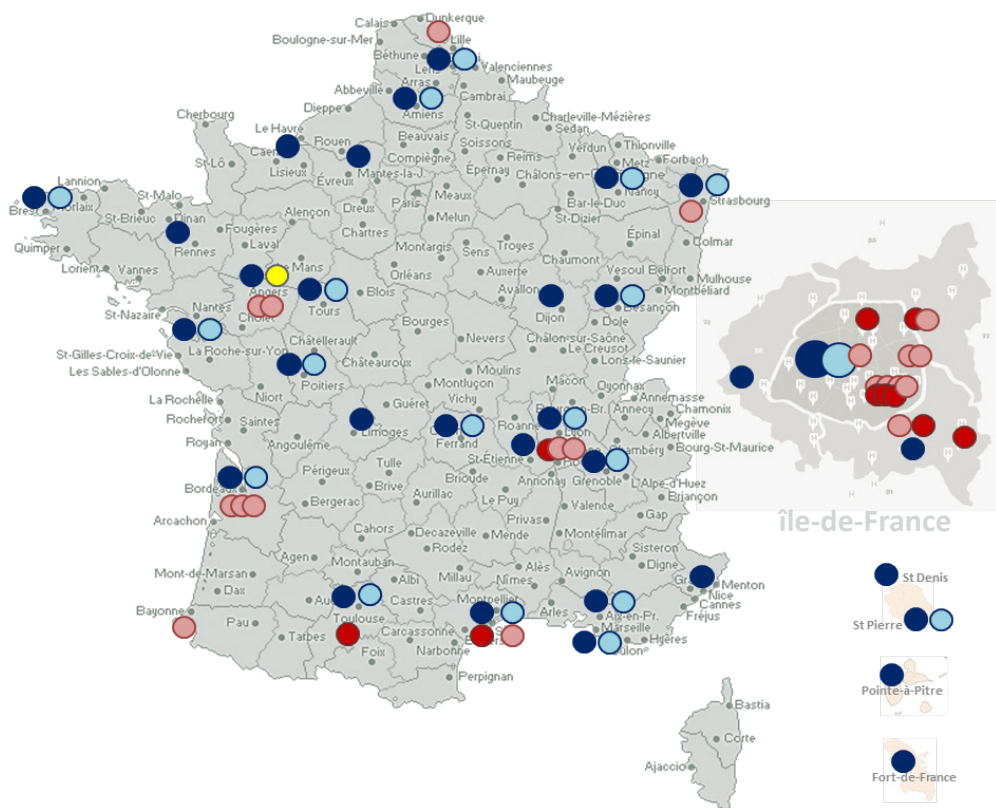 Dunkerque
Calais
Boulogne-sur-Mer
Lille
Béthune
Lens
Valenciennes
Maubeuge
Arras
Abbeville
Cambrai
Amiens
Dieppe
Cherbourg
Le Havre
Rouen
Beauvais
St-Quentin
Charleville-Mézières
Sedan
Caen
Compiègne
Soissons
Verdun
Thionville
St-Lô
Lisieux
Évreux
Mantes-la-J.
Reims
Metz
Forbach
Épernay
Châlons-en-
Lannion
St-Malo
Meaux
Paris
Nancy
Bar-le-Duc
Strasbourg
Brest
Morlaix
St-Brieuc
Dinan
Alençon
Dreux
Melun
St-Dizier
Fougères
Chartres
Épinal
Colmar
Quimper
Rennes
Laval
Montargis
Sens
Troyes
Chaumont
Lorient
Vannes
Le Mans
Orléans
Auxerre
Vesoul
Belfort
Mulhouse
Montbéliard
Angers
Blois
Avallon
Besançon
Nantes
St-Nazaire
Cholet
Tours
Dijon
Dole
Bourges
Nevers
Châlon-sur-Saône
Le Creusot
St-Gilles-Croix-de-Vie
La Roche-sur-Yon
Châtellerault
Châteauroux
Lons-le-Saunier
Les Sables-d'Olonne
Poitiers
Moulins
Niort
Montluçon
Mâcon
Oyonnax
La Rochelle
Guéret
Vichy
Bourg-en-Br.
Annemasse
Rochefort
Saintes
Limoges
Roanne
Annecy
Chamonix
Megève
Royan
Angoulême
Ferrand
Lyon
Albertville
St-Étienne
Chambéry
Bourg-St-Maurice
Périgueux
Tulle
Brioude
Annonay
Grenoble
L'Alpe-d'Huez
Bordeaux
Brive
Bergerac
Aurillac
Le Puy
Valence
Briançon
Arcachon
Privas
Gap
Cahors
Decazeville
Mende
Montélimar
Rodez
Sisteron
Agen
Montauban
Digne
Mont-de-Marsan
Albi
Millau
Alès
Avignon
Nîmes
Menton
Dax
Nice
Bayonne
Castres
Montpellier
Arles
Aix-en-Pr.
Cannes
Fréjus
Pau
Toulouse
Marseille
Tarbes
Carcassonne
Hyères
Foix
Narbonne
Toulon
Perpignan
Bastia
Corte
Ajaccio
île-de-France
St Denis
St Pierre
Pointe-à-Pitre
Fort-de-France